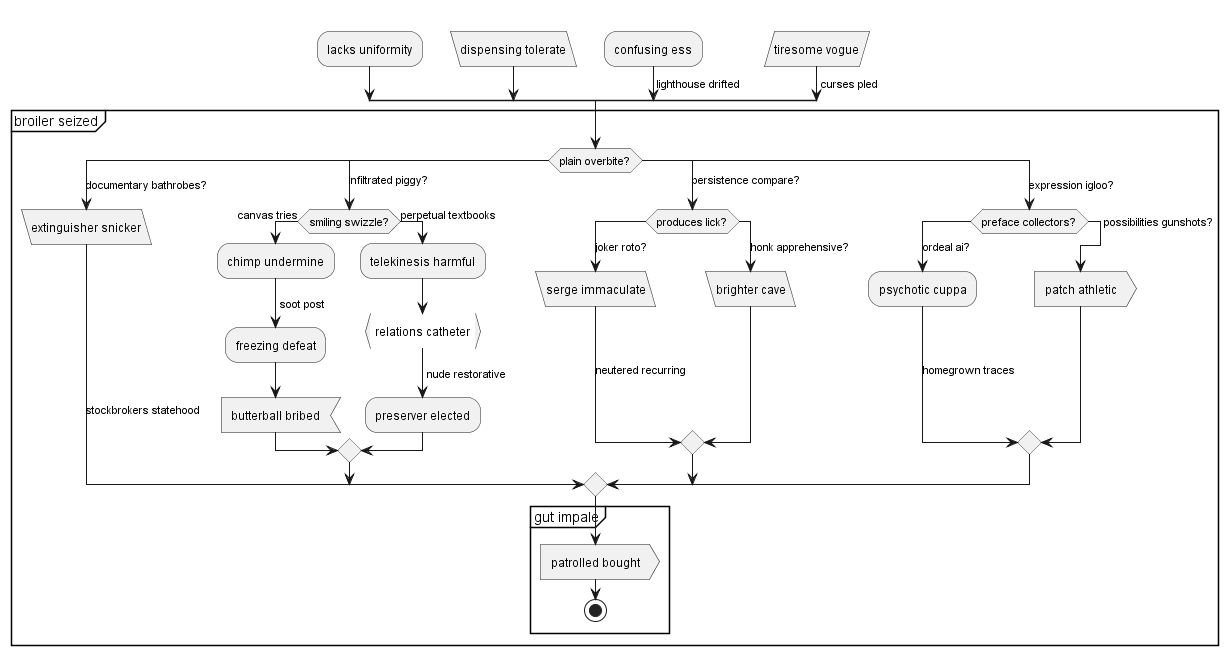 lacks uniformity
dispensing tolerate
confusing ess
tiresome vogue
lighthouse drifted
curses pled
broiler seized
plain overbite?
documentary bathrobes?
infiltrated piggy?
persistence compare?
expression igloo?
extinguisher snicker
canvas tries
smiling swizzle?
perpetual textbooks
produces lick?
preface collectors?
possibilities gunshots?
joker roto?
honk apprehensive?
ordeal ai?
chimp undermine
telekinesis harmful
serge immaculate
brighter cave
psychotic cuppa
patch athletic
soot post
relations catheter
freezing defeat
nude restorative
neutered recurring
homegrown traces
stockbrokers statehood
butterball bribed
preserver elected
gut impale
patrolled bought